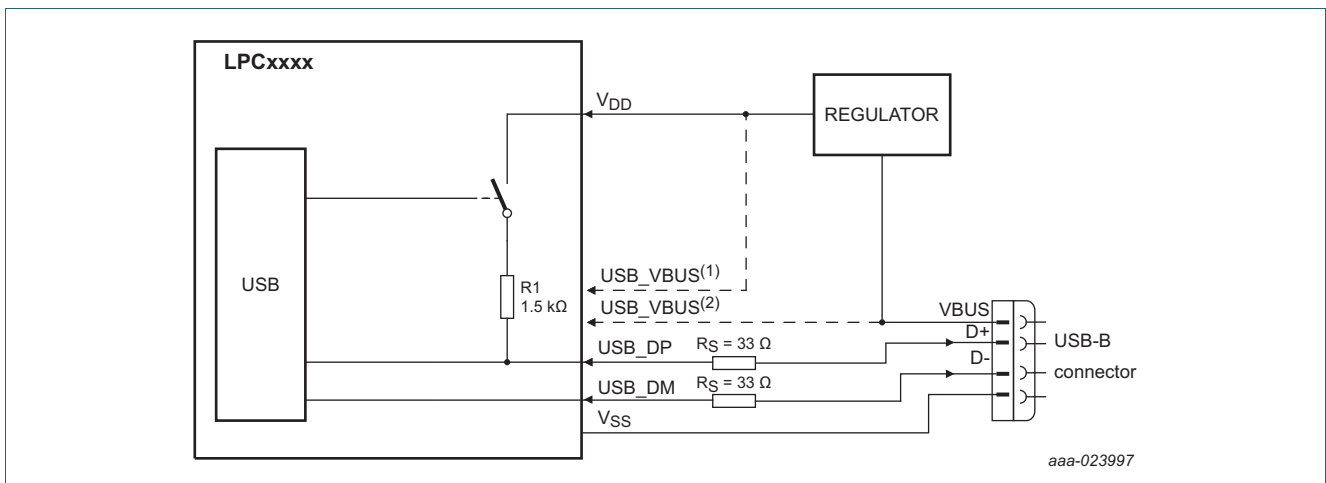 LPCxxxx
VDD
REGULATOR
USB
R1
1.5 kΩ
USB_VBUS(1)
USB_VBUS(2)
VBUS
D+
USB-B
USB_DP
RS = 33 Ω
D-
connector
USB_DM
RS = 33 Ω
VSS
aaa-023997